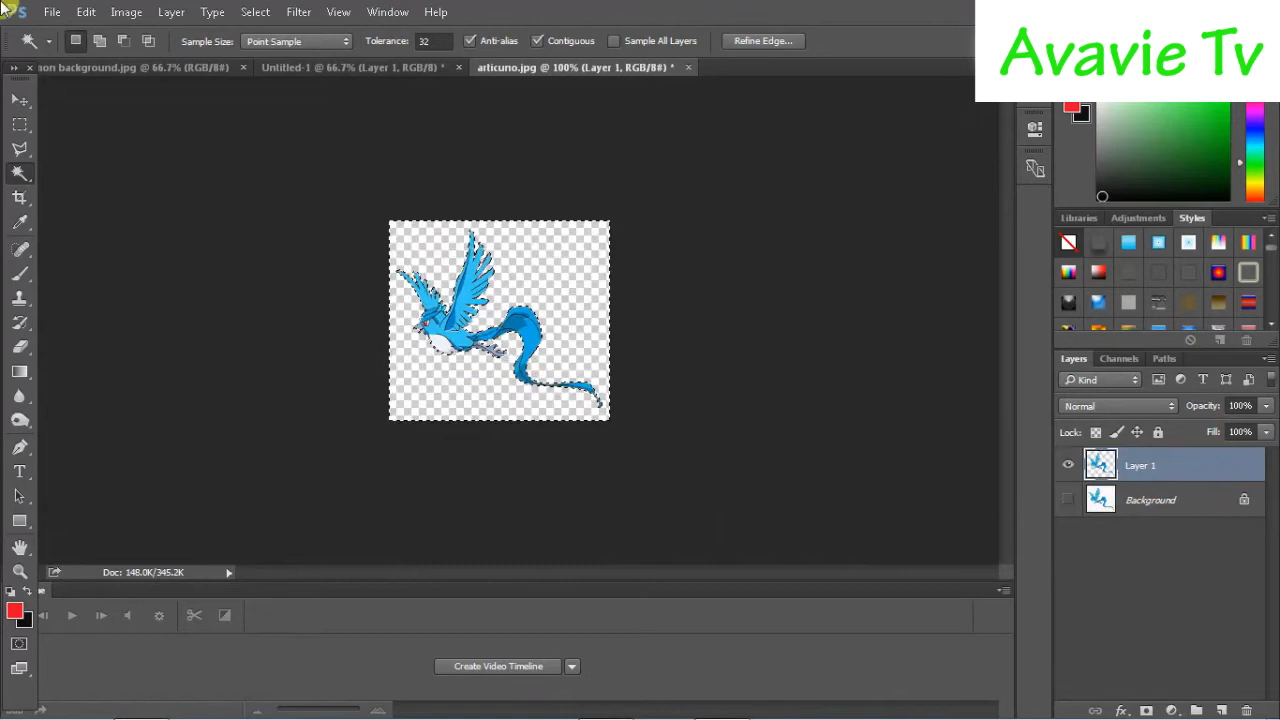 S File Edit Image Layer Type Select Filter View Window Help
Avavie Tv
Sample Size: Point Sample Tolerance: 32 Anti-alias Contiguous Sample All Layers Refine Edge...
on background.jpg @ 66.7% (RGB/8#) × Untitled-1 @ 66.7% (Layer 1, RGB/8) * × articuno.jpg @ 100% (Layer 1, RGB/8#) * ×
Libraries Adjustments Styles
Layers Channels Paths
Kind
Normal Opacity: 100%
Lock: Fill: 100%
Layer 1
Background
Doc: 148.0K/345.2K
Create Video Timeline